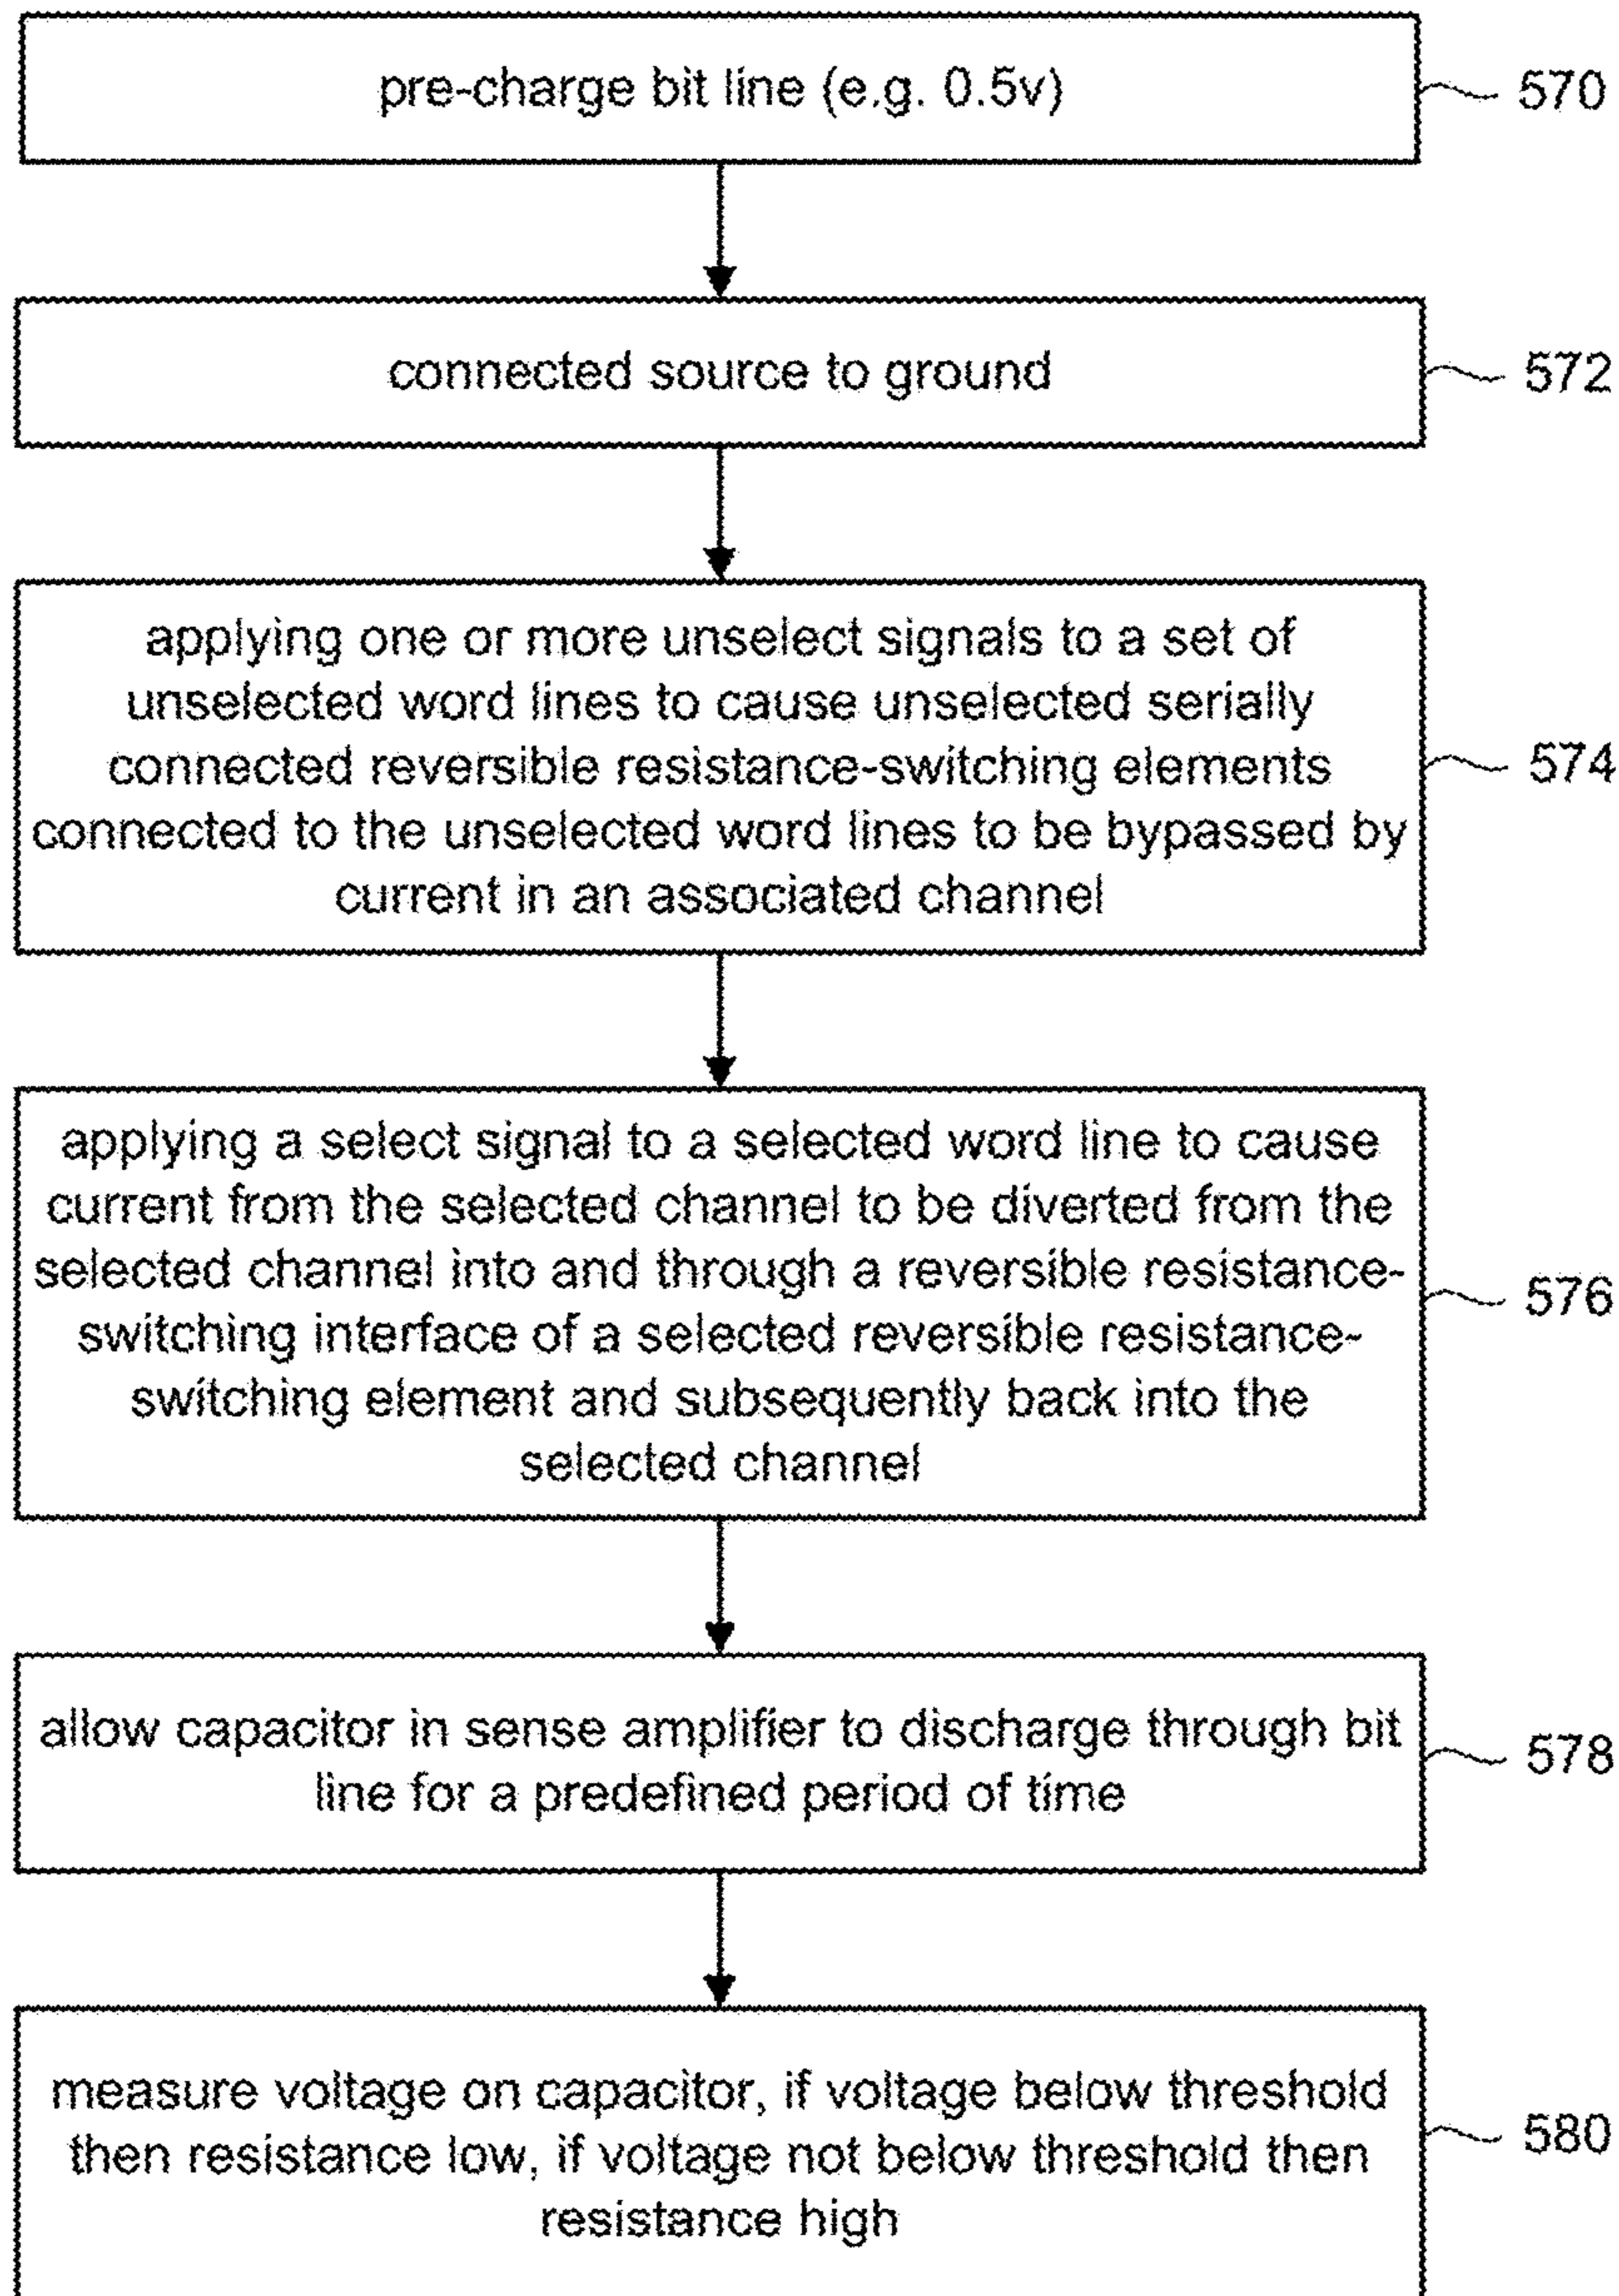 pre-charge bit line (e.g. 0.5v)
570
connected source to ground
572
applying one or more unselect signals to a set of
unselected word lines to cause unselected serially
connected reversible resistance-switching elements
574
connected to the unselected word lines to be bypassed by
current in an associated channel
applying a select signal to a selected word line to cause
current from the selected channel to be diverted from the
selected channel into and through a reversible resistance-
576
switching interface of a selected reversible resistance-
switching element and subsequently back into the
selected channel
allow capacitor in sense amplifier to discharge through bit
578
line for a predefined period of time
measure voltage on capacitor, if voltage below threshold
580
then resistance low, if voltage not below threshold then
resistance high